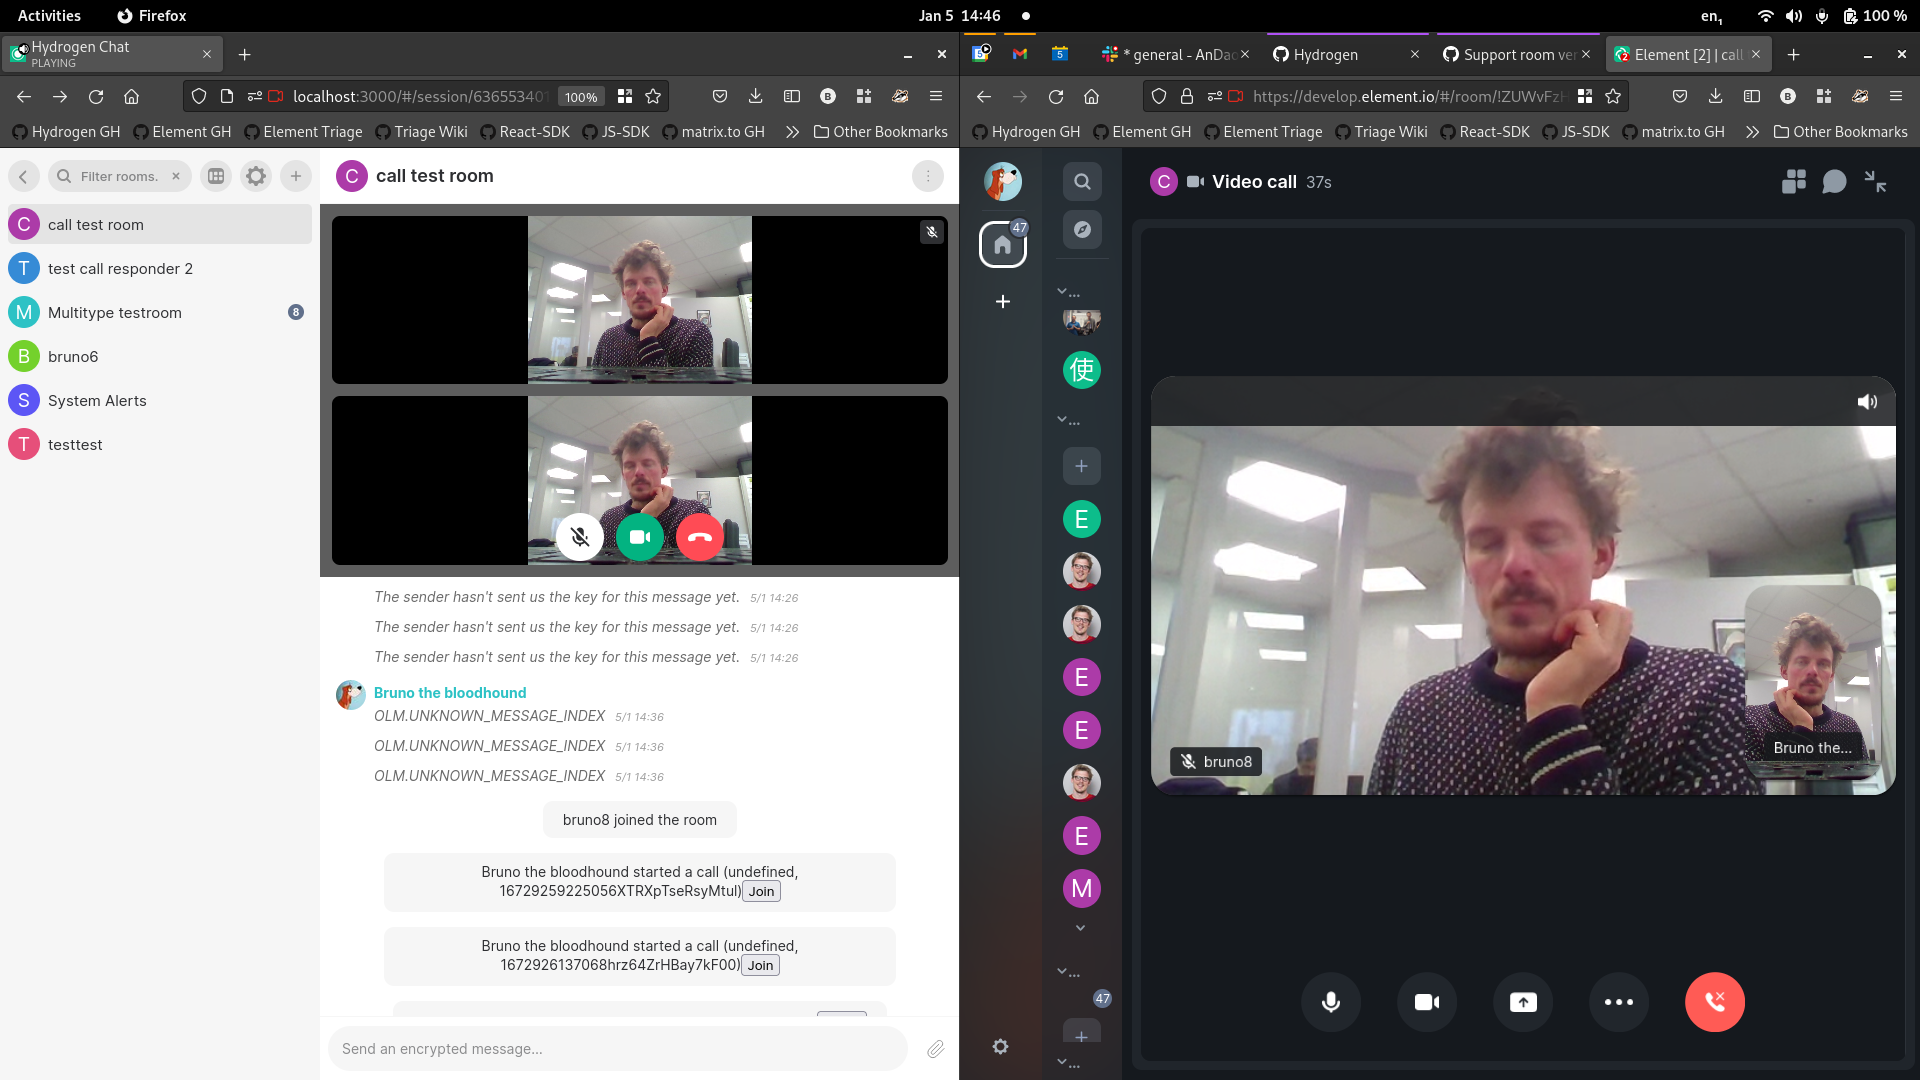 Activities
Firefox
Jan 5 14:46
en1
100 %
Hydrogen Chat
PLAYING
localhost:3000/#/session/636553401
100%
Hydrogen GH
Element GH
Element Triage
Triage Wiki
React-SDK
JS-SDK
matrix.to GH
Other Bookmarks
Filter rooms.
C call test room
T test call responder 2
M Multitype testroom 8
B bruno6
S System Alerts
T testtest
C call test room
The sender hasn't sent us the key for this message yet. 5/1 14:26
The sender hasn't sent us the key for this message yet. 5/1 14:26
The sender hasn't sent us the key for this message yet. 5/1 14:26
Bruno the bloodhound
OLM.UNKNOWN_MESSAGE_INDEX 5/1 14:36
OLM.UNKNOWN_MESSAGE_INDEX 5/1 14:36
OLM.UNKNOWN_MESSAGE_INDEX 5/1 14:36
bruno8 joined the room
Bruno the bloodhound started a call (undefined,
16729259225056XTRXpTseRsyMtul) Join
Bruno the bloodhound started a call (undefined,
1672926137068hrz64ZrHBay7kF00) Join
Send an encrypted message...
* general - AnDa
Hydrogen
Support room ver
Element [2] | call
https://develop.element.io/#/room/!ZUWvFzH
Hydrogen GH
Element GH
Element Triage
Triage Wiki
React-SDK
JS-SDK
matrix.to GH
Other Bookmarks
47
...
使
...
E
E
E
E
M
...
47
...
C Video call 37s
bruno8
Bruno the...